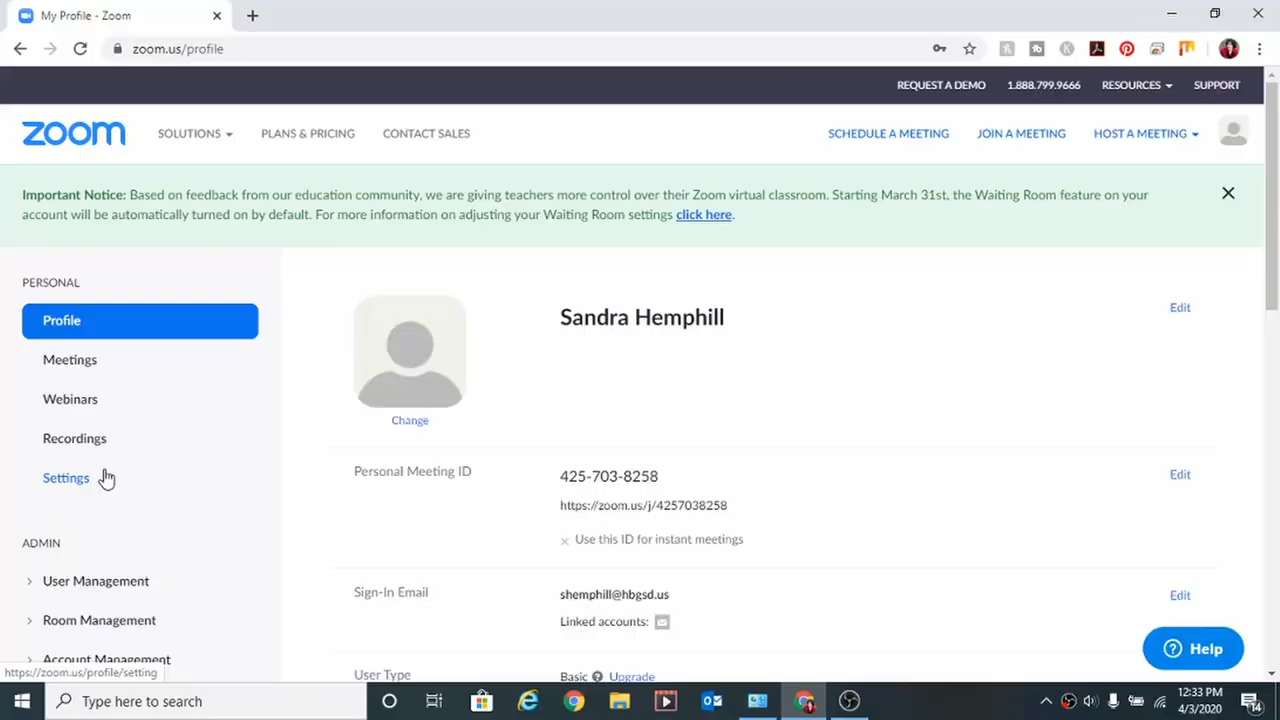 My Profile - Zoom
zoom.us/profile
REQUEST A DEMO 1.888.799.9666 RESOURCES SUPPORT
zoom SOLUTIONS PLANS & PRICING CONTACT SALES SCHEDULE A MEETING JOIN A MEETING HOST A MEETING
Important Notice: Based on feedback from our education community, we are giving teachers more control over their Zoom virtual classroom. Starting March 31st, the Waiting Room feature on your
account will be automatically turned on by default. For more information on adjusting your Waiting Room settings click here.
PERSONAL
Profile
Meetings
Webinars
Recordings
Settings
ADMIN
User Management
Room Management
Account Management
https://zoom.us/profile/setting
Sandra Hemphill
Edit
Change
Personal Meeting ID
425-703-8258
Edit
https://zoom.us/j/4257038258
Use this ID for instant meetings
Sign-In Email
shemphill@hbgsd.us
Edit
Linked accounts:
User Type
Basic Upgrade
Help
Type here to search
12:33 PM
4/3/2020
14